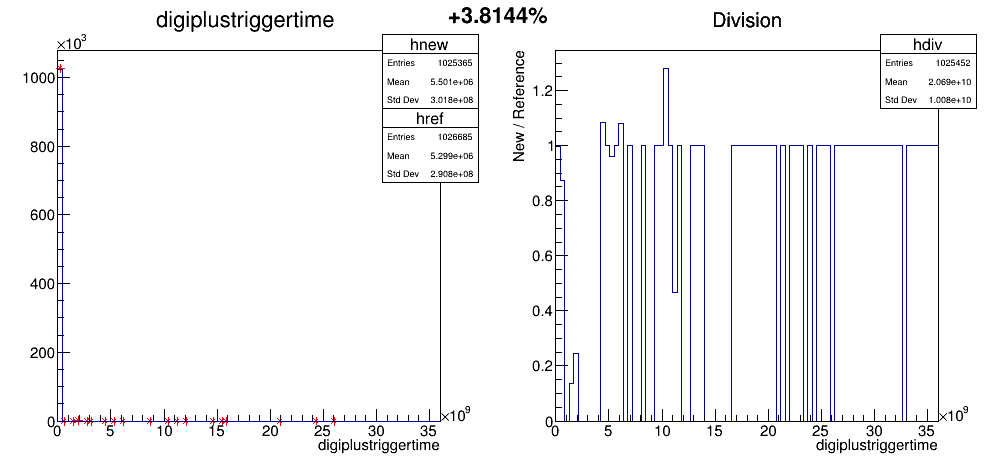 +3.8144%
digiplustriggertime
×10³
hnew
Entries 1025365
Mean 5.501e+06
Std Dev 3.018e+08
href
Entries 1026685
Mean 5.299e+06
Std Dev 2.908e+08
1000
800
600
400
200
0
0 5 10 15 20 25 30 35
×10⁹
digiplustriggertime
Division
hdiv
Entries 1025452
Mean 2.069e+10
Std Dev 1.008e+10
New / Reference
1.2
1
0.8
0.6
0.4
0.2
0
0 5 10 15 20 25 30 35
×10⁹
digiplustriggertime